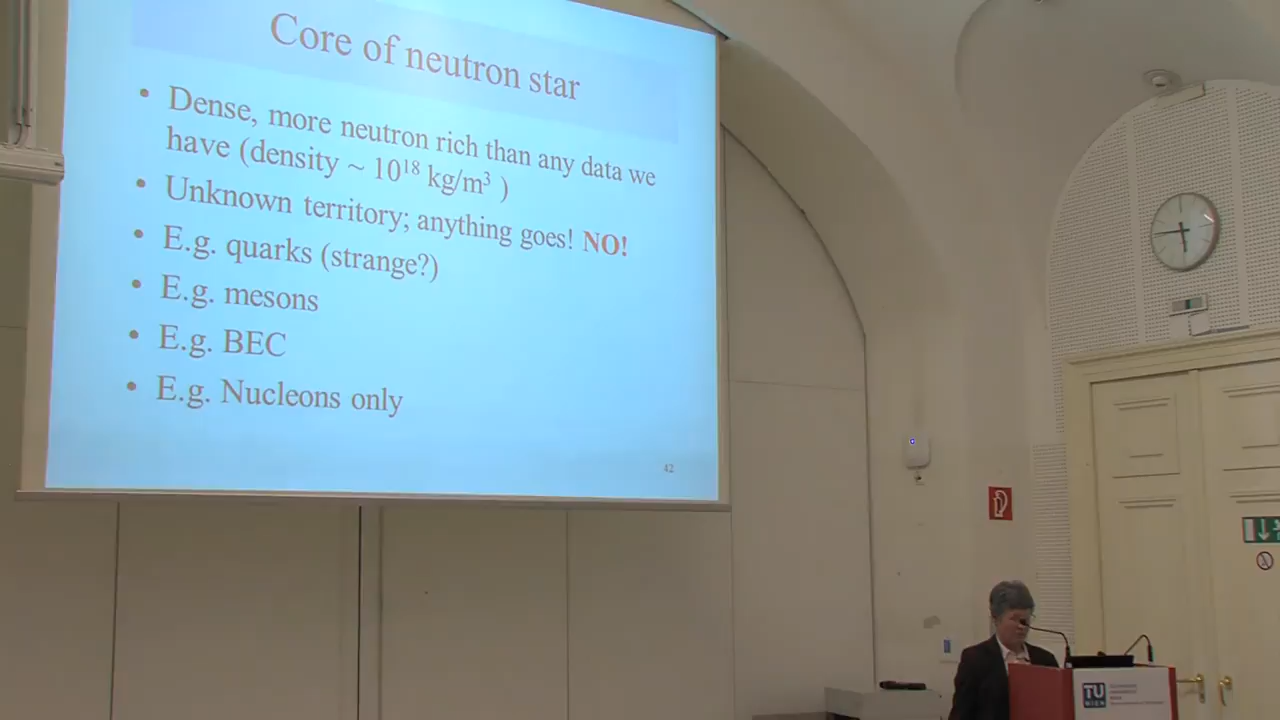 Core of neutron star
• Dense, more neutron rich than any data we
have (density ~ 10¹⁸ kg/m³ )
• Unknown territory; anything goes! NO!
• E.g. quarks (strange?)
• E.g. mesons
• E.g. BEC
• E.g. Nucleons only
42
TU
WIEN